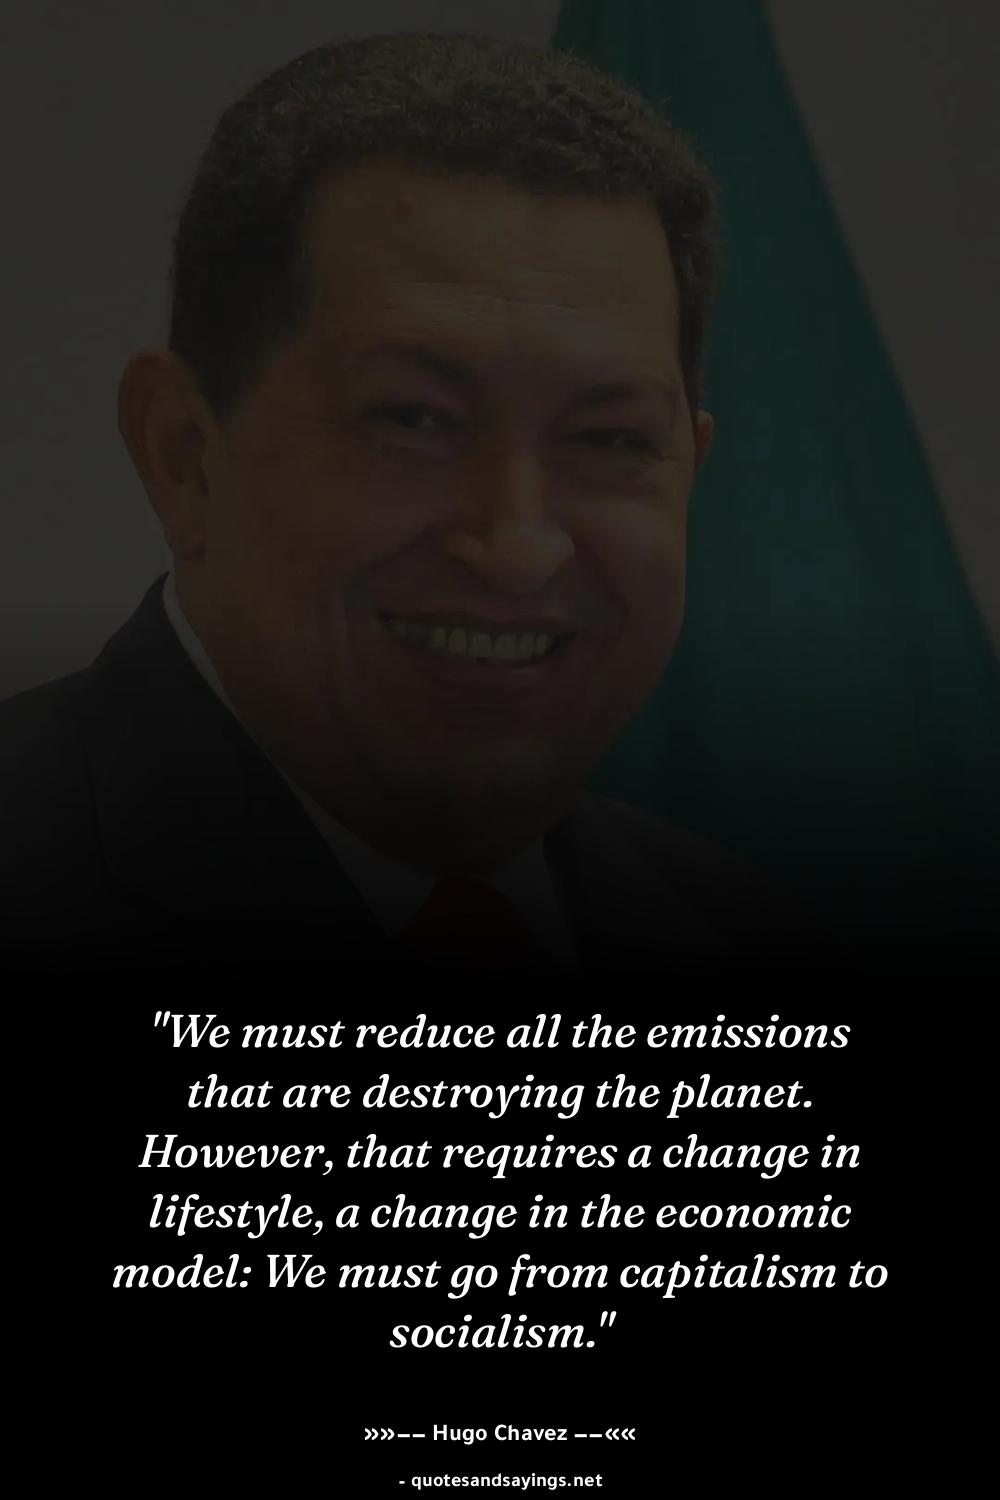 "We must reduce all the emissions
that are destroying the planet.
However, that requires a change in
lifestyle, a change in the economic
model: We must go from capitalism to
socialism."
»»–– Hugo Chavez ––««
- quotesandsayings.net